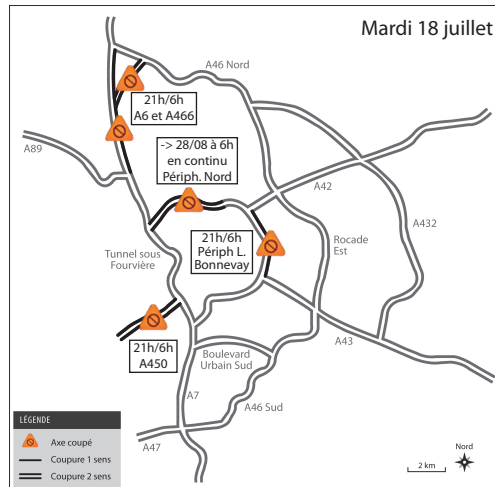 Mardi 18 juillet
A46 Nord
21h/6h
A6 et A466
-> 28/08 à 6h
en continu
Périph. Nord
A89
A42
A432
21h/6h
Périph L.
Bonnevay
Rocade
Est
Tunnel sous
Fourvière
21h/6h
A450
Boulevard
Urbain Sud
A43
A7
A46 Sud
A47
LÉGENDE
Axe coupé
Coupure 1 sens
Coupure 2 sens
2 km
Nord